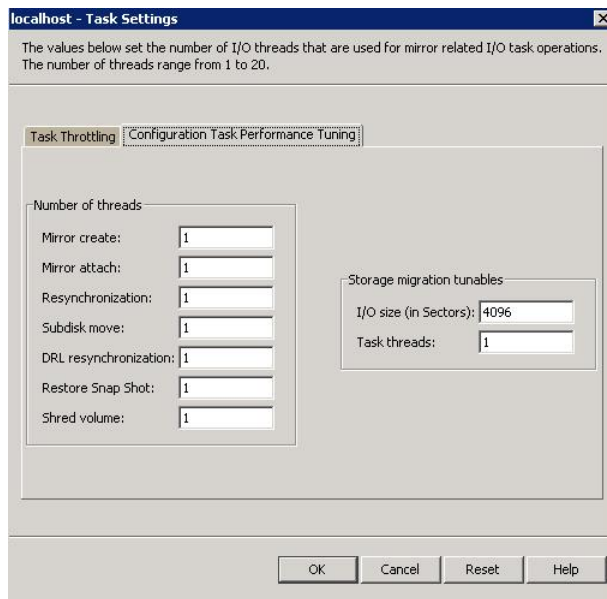 localhost - Task Settings
The values below set the number of I/O threads that are used for mirror related I/O task operations.
The number of threads range from 1 to 20.
Task Throttling
Configuration Task Performance Tuning
Number of threads
Mirror create: 1
Mirror attach: 1
Resynchronization: 1
Subdisk move: 1
DRL resynchronization: 1
Restore Snap Shot: 1
Shred volume: 1
Storage migration tunables
I/O size (in Sectors): 4096
Task threads: 1
OK
Cancel
Reset
Help